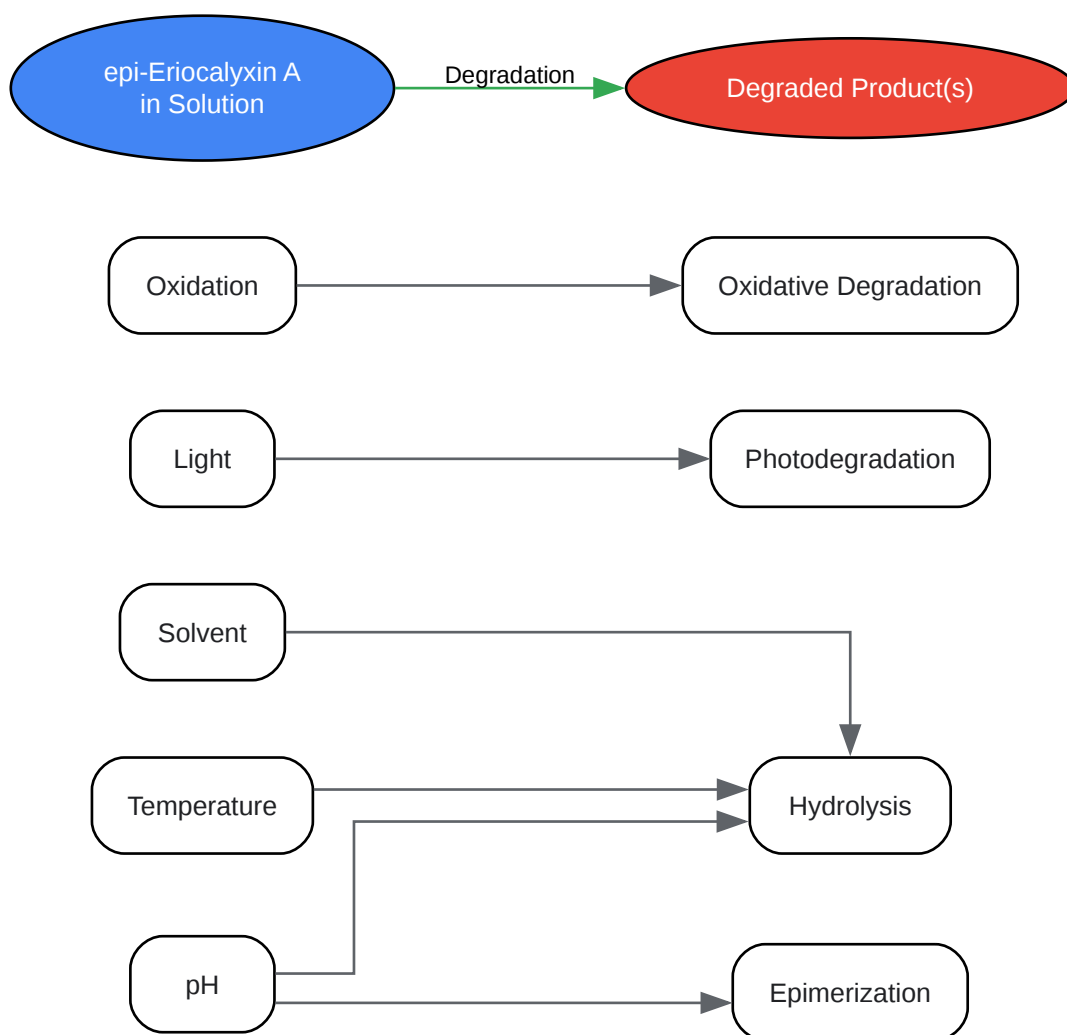 epi-Eriocalyxin A
in Solution
Degradation
Degraded Product(s)
Oxidation
Oxidative Degradation
Light
Photodegradation
Solvent
Temperature
Hydrolysis
pH
Epimerization